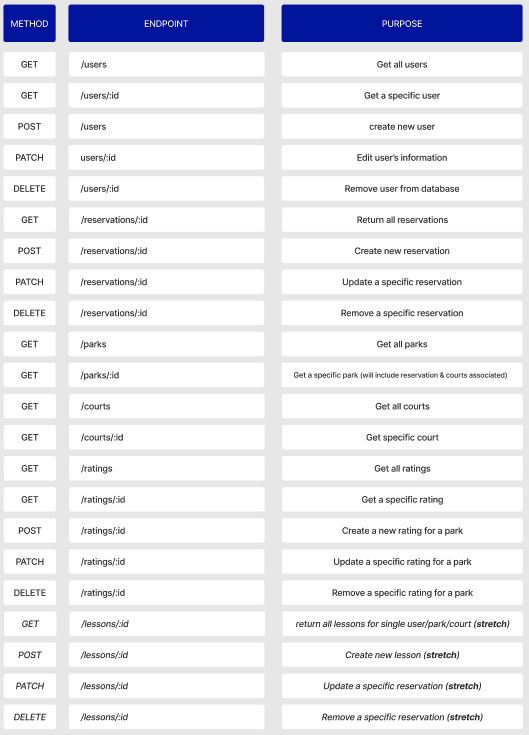 METHOD ENDPOINT PURPOSE
GET /users Get all users
GET /users/:id Get a specific user
POST /users create new user
PATCH users/:id Edit user's information
DELETE /users/:id Remove user from database
GET /reservations/:id Return all reservations
POST /reservations/:id Create new reservation
PATCH /reservations/:id Update a specific reservation
DELETE /reservations/:id Remove a specific reservation
GET /parks Get all parks
GET /parks/:id Get a specific park (will include reservation & courts associated)
GET /courts Get all courts
GET /courts/:id Get specific court
GET /ratings Get all ratings
GET /ratings/:id Get a specific rating
POST /ratings/:id Create a new rating for a park
PATCH /ratings/:id Update a specific rating for a park
DELETE /ratings/:id Remove a specific rating for a park
GET /lessons/:id return all lessons for single user/park/court (stretch)
POST /lessons/:id Create new lesson (stretch)
PATCH /lessons/:id Update a specific reservation (stretch)
DELETE /lessons/:id Remove a specific reservation (stretch)